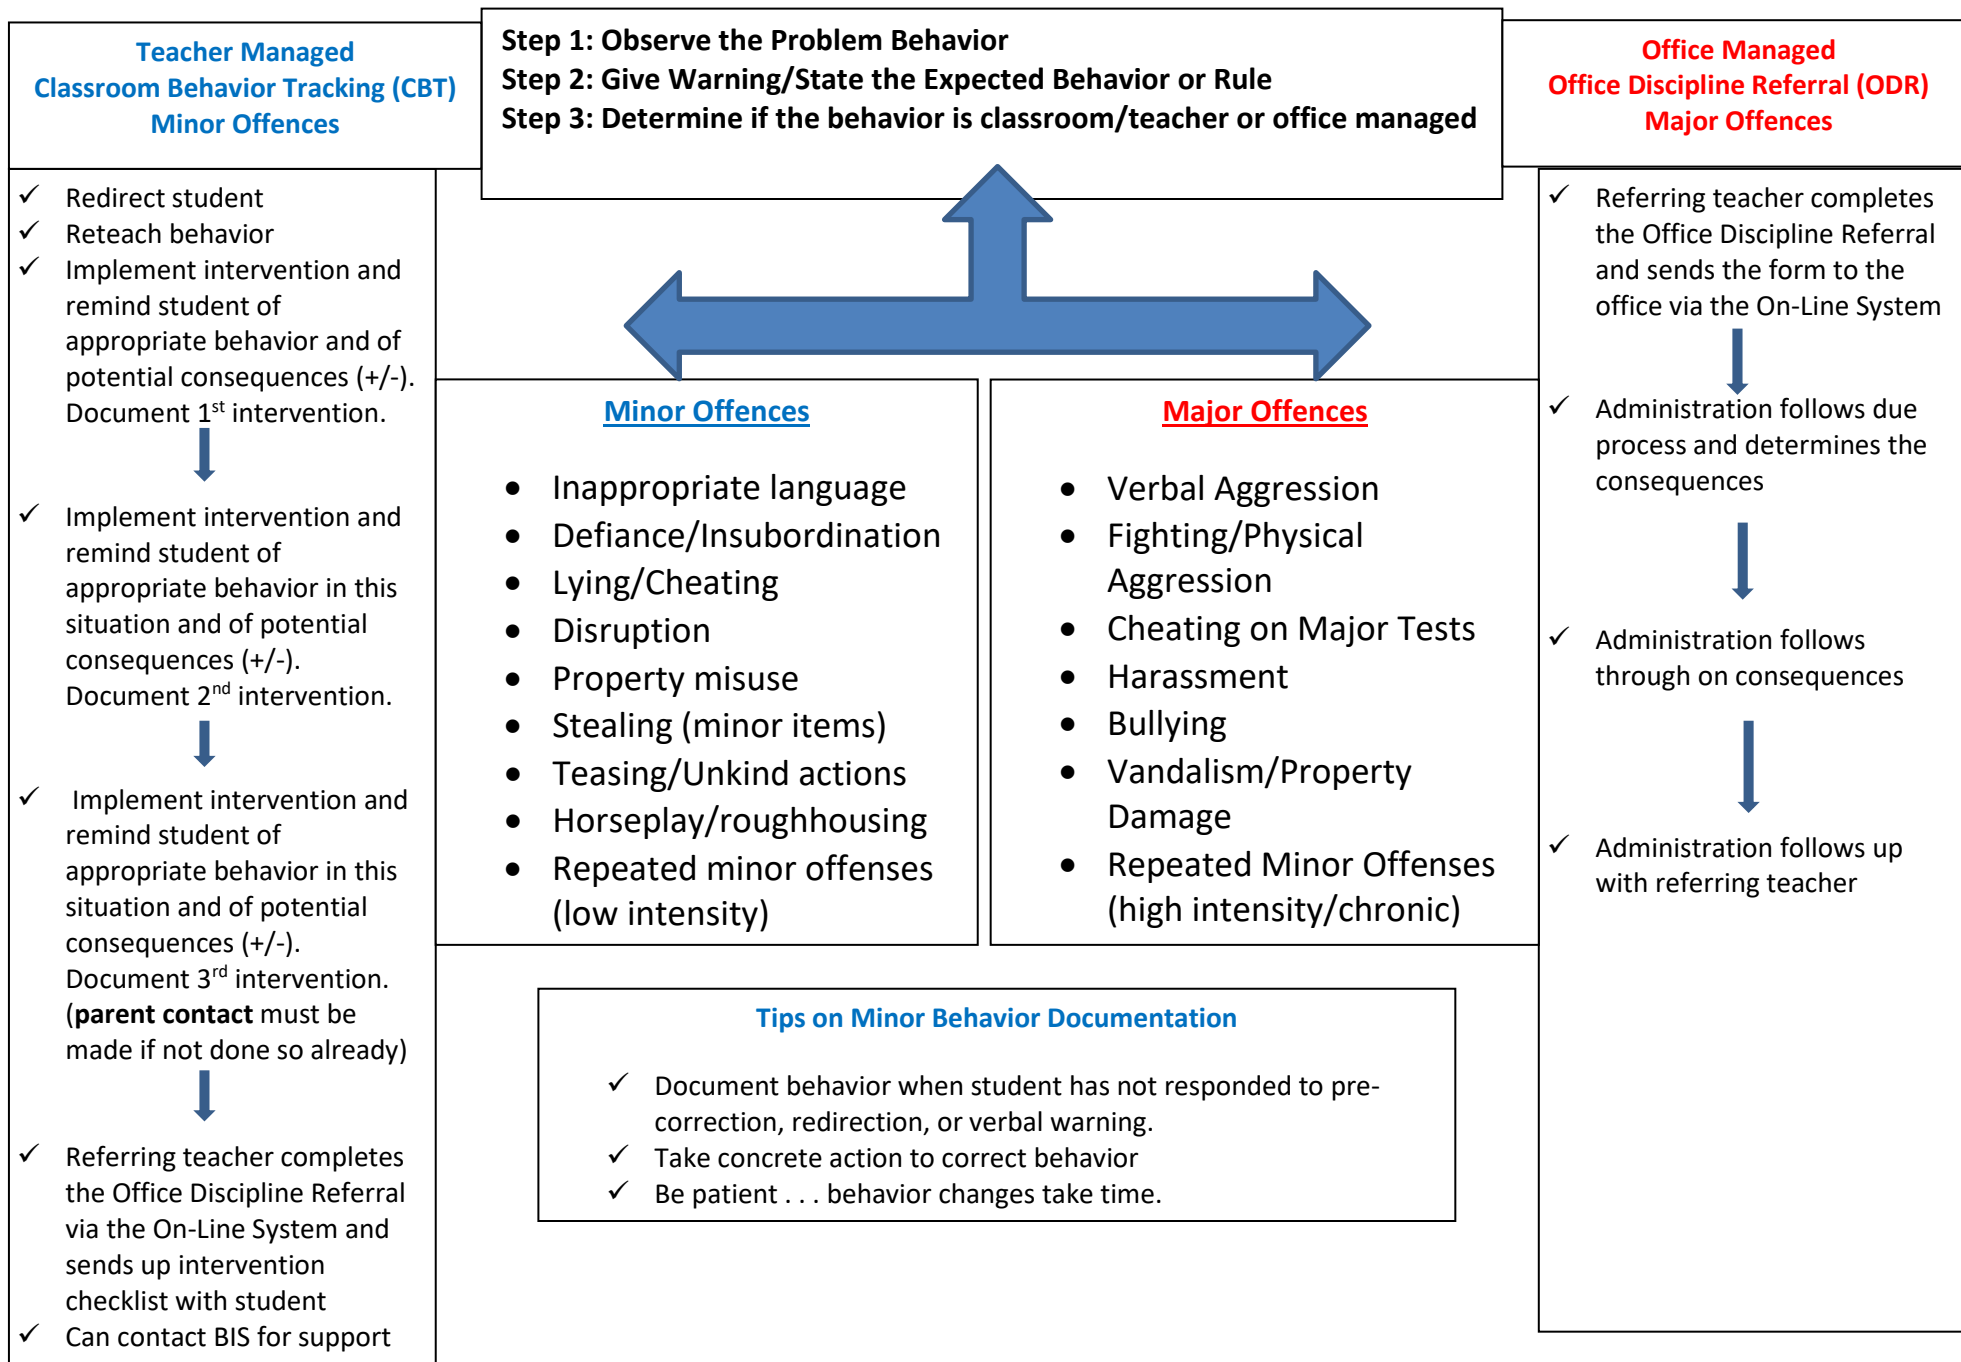 Teacher Managed
Classroom Behavior Tracking (CBT)
Minor Offences
Step 1: Observe the Problem Behavior
Step 2: Give Warning/State the Expected Behavior or Rule
Step 3: Determine if the behavior is classroom/teacher or office managed
Office Managed
Office Discipline Referral (ODR)
Major Offences
✓ Redirect student
✓ Reteach behavior
✓ Implement intervention and
remind student of
appropriate behavior and of
potential consequences (+/-).
Document 1st intervention.
✓ Implement intervention and
remind student of
appropriate behavior in this
situation and of potential
consequences (+/-).
Document 2nd intervention.
✓ Implement intervention and
remind student of
appropriate behavior in this
situation and of potential
consequences (+/-).
Document 3rd intervention.
(parent contact must be
made if not done so already)
✓ Referring teacher completes
the Office Discipline Referral
via the On-Line System and
sends up intervention
checklist with student
✓ Can contact BIS for support
Minor Offences
• Inappropriate language
• Defiance/Insubordination
• Lying/Cheating
• Disruption
• Property misuse
• Stealing (minor items)
• Teasing/Unkind actions
• Horseplay/roughhousing
• Repeated minor offenses
(low intensity)
Major Offences
• Verbal Aggression
• Fighting/Physical
Aggression
• Cheating on Major Tests
• Harassment
• Bullying
• Vandalism/Property
Damage
• Repeated Minor Offenses
(high intensity/chronic)
✓ Referring teacher completes
the Office Discipline Referral
and sends the form to the
office via the On-Line System
✓ Administration follows due
process and determines the
consequences
✓ Administration follows
through on consequences
✓ Administration follows up
with referring teacher
Tips on Minor Behavior Documentation
✓ Document behavior when student has not responded to pre-
correction, redirection, or verbal warning.
✓ Take concrete action to correct behavior
✓ Be patient . . . behavior changes take time.